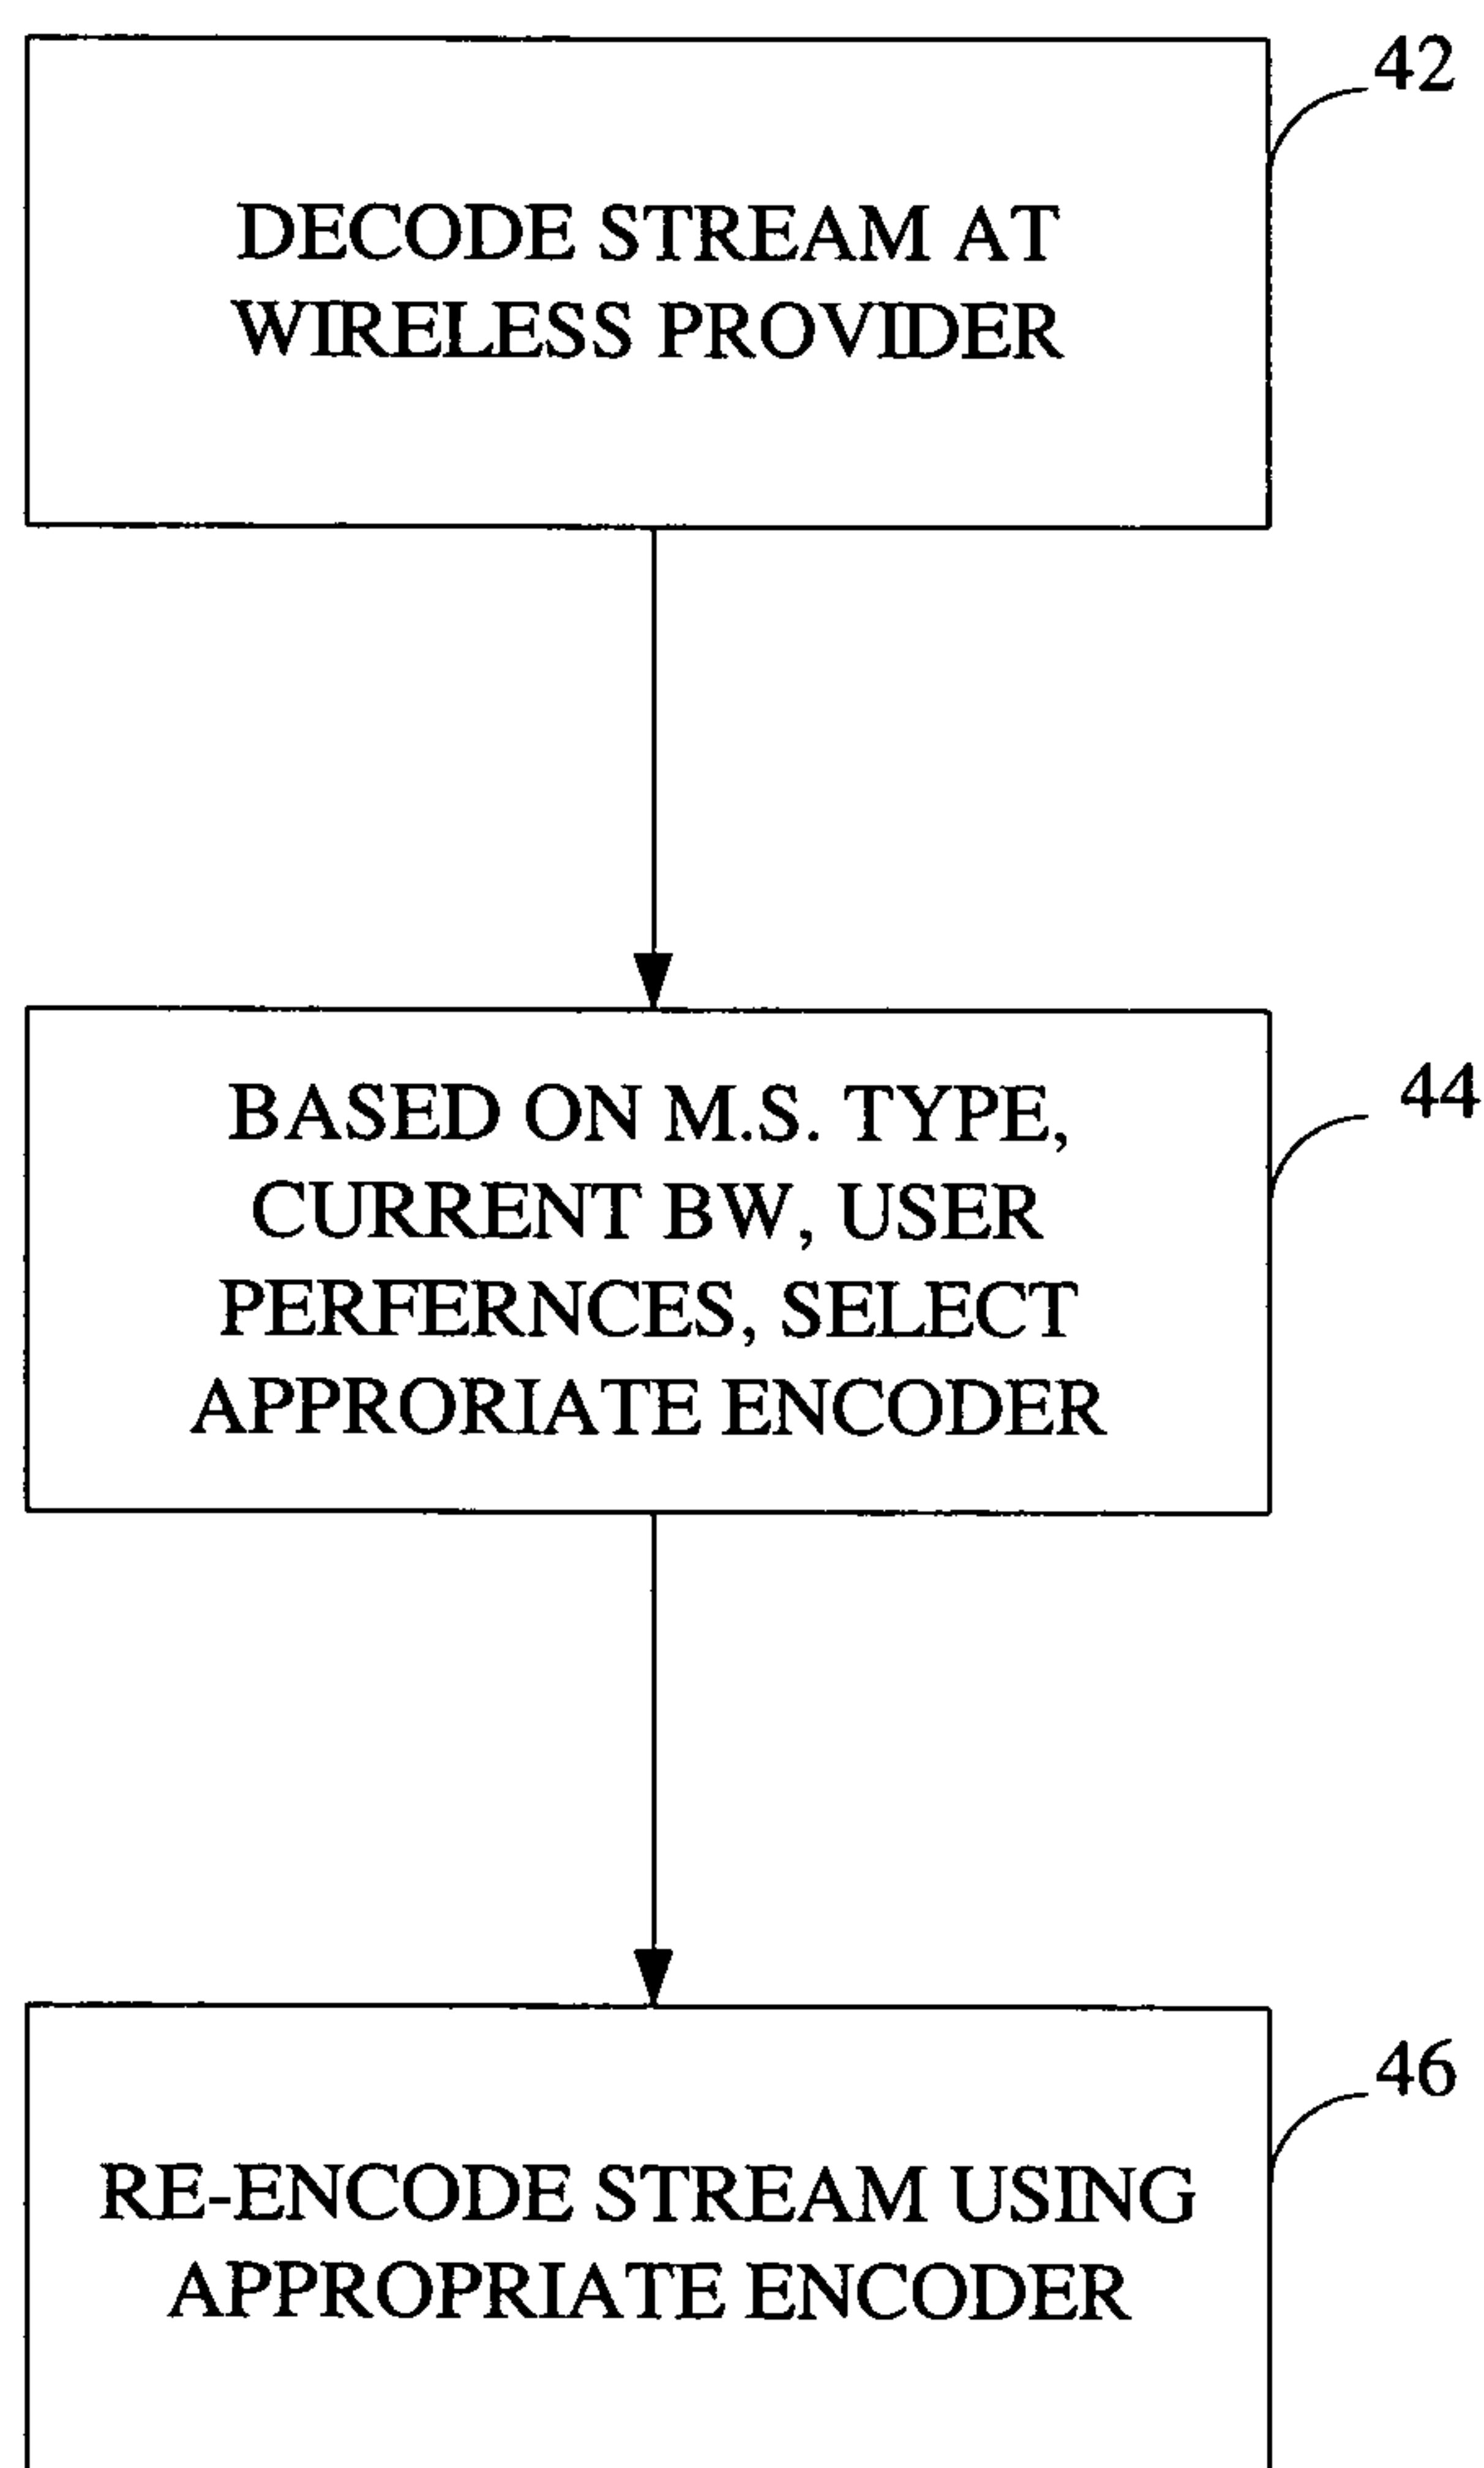 42
DECODE STREAM AT
WIRELESS PROVIDER
44
BASED ON M.S. TYPE,
CURRENT BW, USER
PERFERNCES, SELECT
APPRORIATE ENCODER
46
RE-ENCODE STREAM USING
APPROPRIATE ENCODER